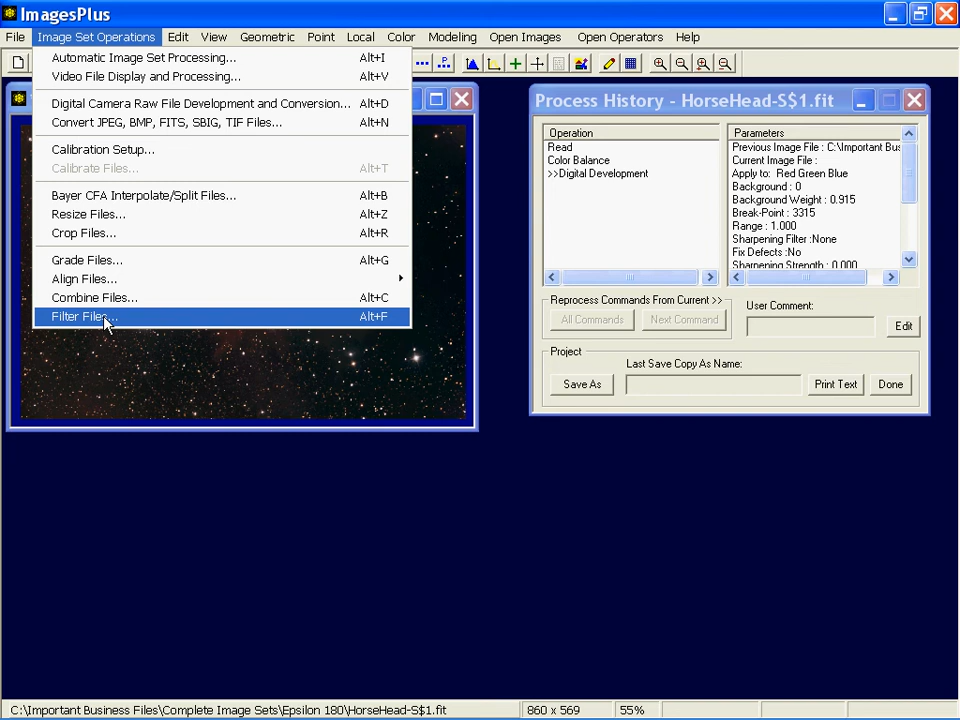 ImagesPlus
File Image Set Operations Edit View Geometric Point Local Color Modeling Open Images Open Operators Help
Automatic Image Set Processing... Alt+I
Video File Display and Processing... Alt+V
Digital Camera Raw File Development and Conversion... Alt+D
Convert JPEG, BMP, FITS, SBIG, TIF Files... Alt+N
Calibration Setup...
Calibrate Files... Alt+T
Bayer CFA Interpolate/Split Files... Alt+B
Resize Files... Alt+Z
Crop Files... Alt+R
Grade Files... Alt+G
Align Files...
Combine Files... Alt+C
Filter Files... Alt+F
Process History - HorseHead-S$1.fit
Operation
Read
Color Balance
>>Digital Development
Parameters
Previous Image File : C:\Important Bus
Current Image File :
Apply to: Red Green Blue
Background : 0
Background Weight : 0.915
Break-Point : 3315
Range : 1.000
Sharpening Filter :None
Fix Defects :No
Sharpening Strength : 0.000
Reprocess Commands From Current >>
All Commands Next Command
User Comment:
Edit
Project
Last Save Copy As Name:
Save As Print Text Done
C:\Important Business Files\Complete Image Sets\Epsilon 180\HorseHead-S$1.fit 860 x 569 55%